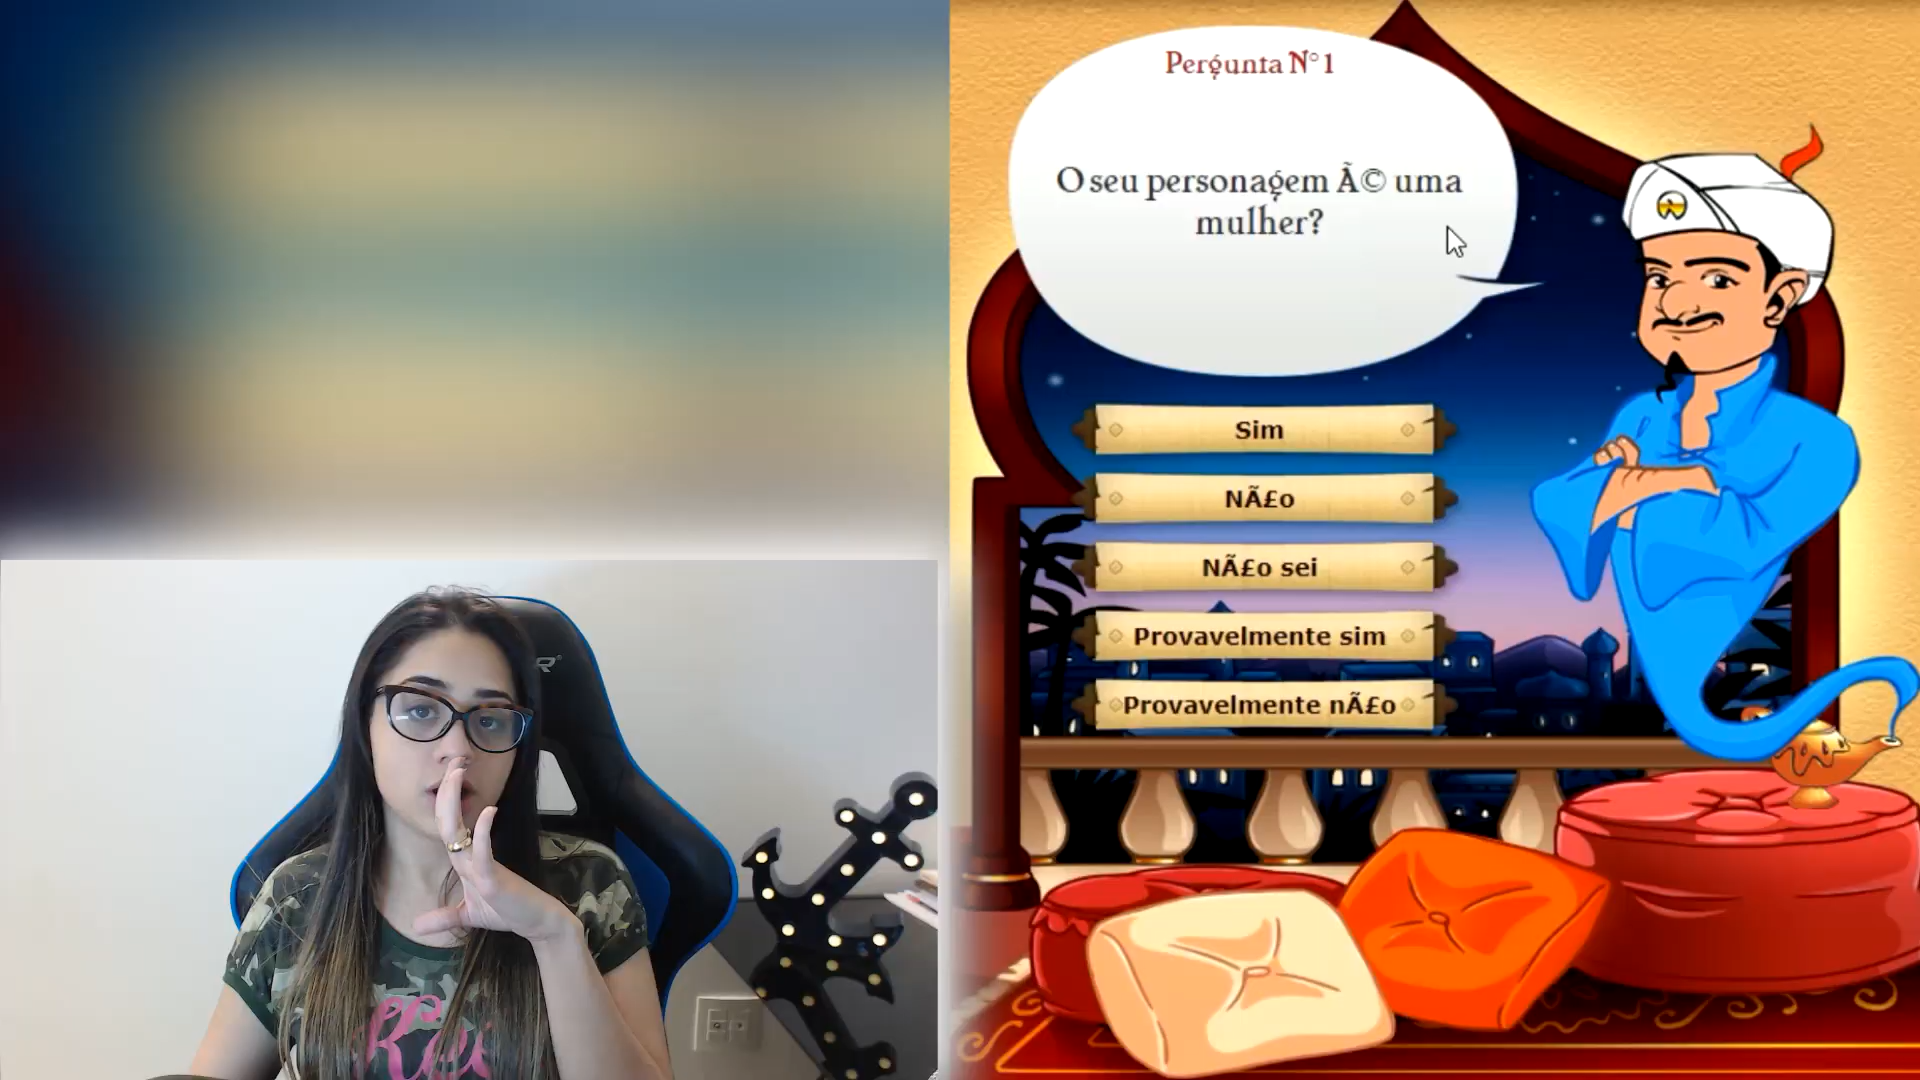 Pergunta N° 1
O seu personagem Ã© uma
mulher?
Sim
NÃ£o
NÃ£o sei
Provavelmente sim
Provavelmente nÃ£o